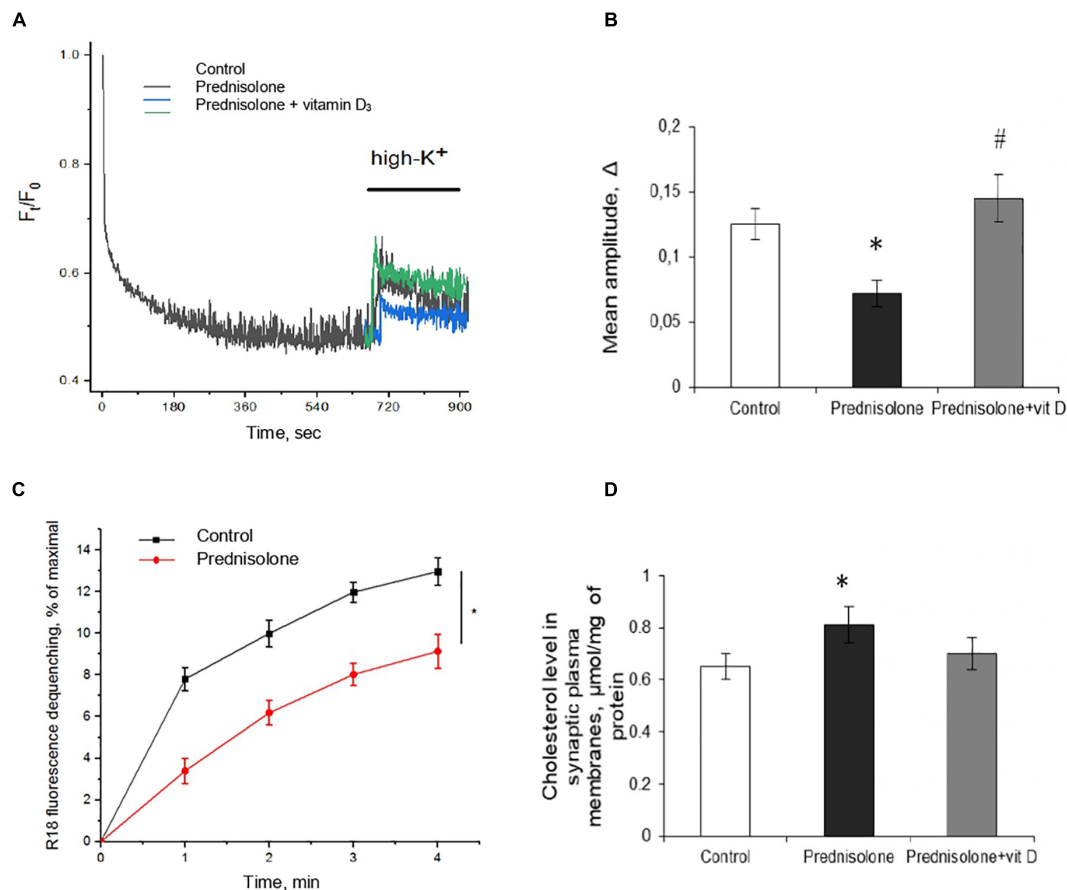 A
Control
Prednisolone
Prednisolone + vitamin D3
high-K+
Ft/F0
1.0
0.8
0.6
0.4
0
180
360
540
720
900
Time, sec
B
Mean amplitude, Δ
0,2
0,15
0,1
0,05
0
*
#
Control
Prednisolone
Prednisolone+vit D
C
Control
Prednisolone
R18 fluorescence dequenching, % of maximal
14
12
10
8
6
4
2
0
*
0
1
2
3
4
Time, min
D
Cholesterol level in
synaptic plasma
membranes, µmol/mg of
protein
1
0.8
0.6
0.4
0.2
0
*
Control
Prednisolone
Prednisolone+vit D